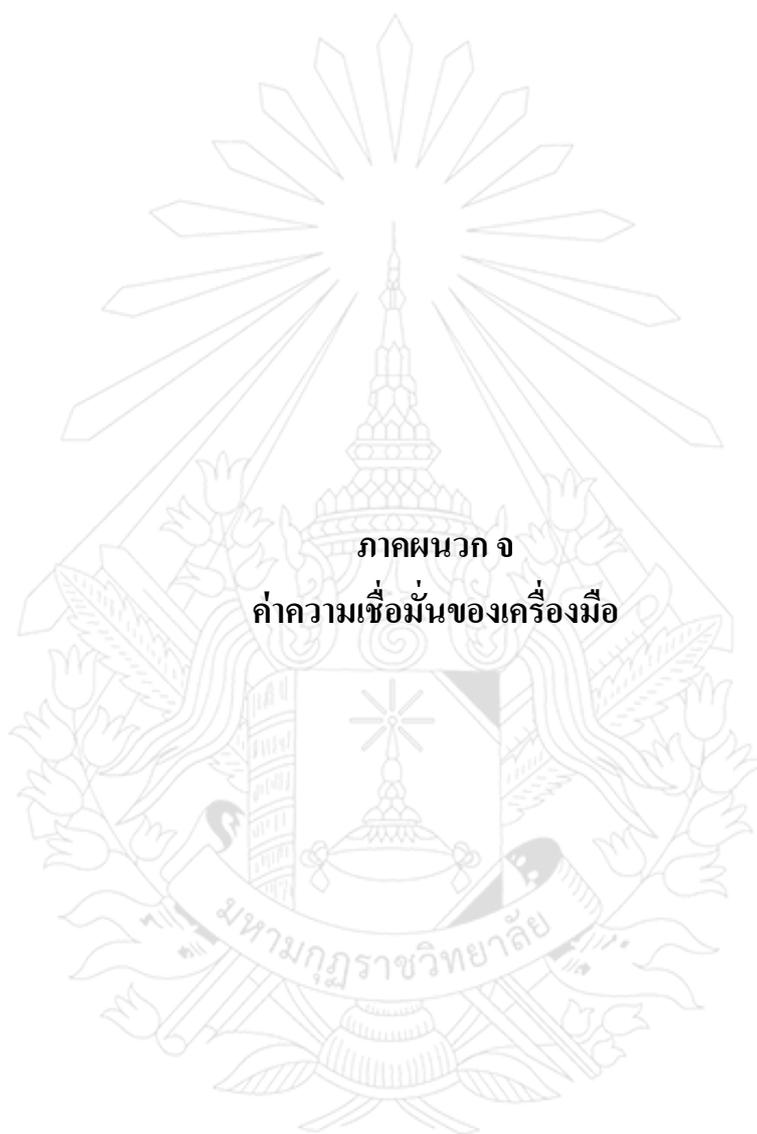 ภาคผนวก จ
ค่าความเชื่อมั่นของเครื่องมือ
มหามกุฏราชวิทยาลัย